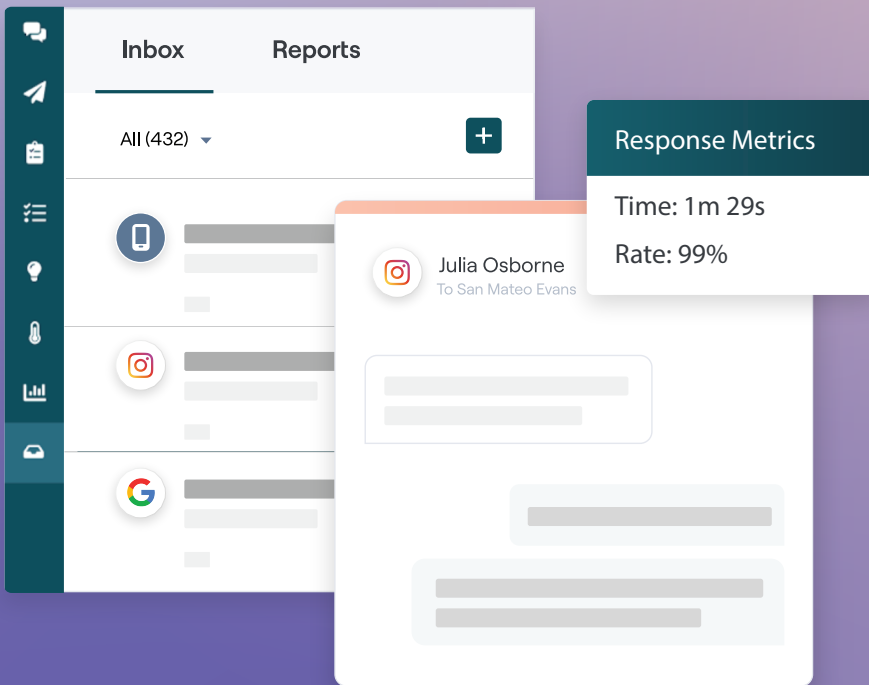 Inbox
Reports
All (432)
Response Metrics
Time: 1m 29s
Rate: 99%
Julia Osborne
To San Mateo Evans